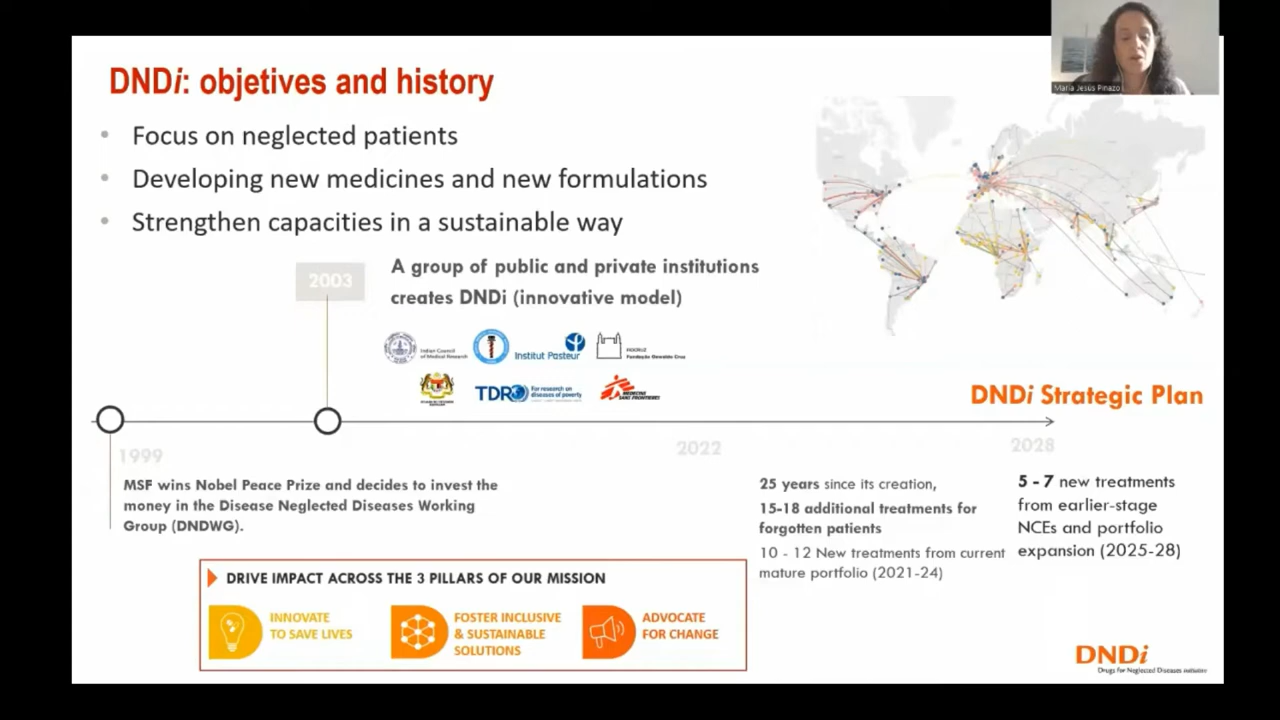 María Jesús Pinazo
DNDi: objetives and history
• Focus on neglected patients
• Developing new medicines and new formulations
• Strengthen capacities in a sustainable way
2003
A group of public and private institutions
creates DNDi (innovative model)
Indian Council
of Medical Research
Institut Pasteur
FIOCRUZ
Fundação Oswaldo Cruz
TDR
For research on
diseases of poverty
MEDECINS
SANS FRONTIERES
DNDi Strategic Plan
1999
2022
2028
MSF wins Nobel Peace Prize and decides to invest the
money in the Disease Neglected Diseases Working
Group (DNDWG).
25 years since its creation,
15-18 additional treatments for
forgotten patients
10 - 12 New treatments from current
mature portfolio (2021-24)
5 - 7 new treatments
from earlier-stage
NCEs and portfolio
expansion (2025-28)
DRIVE IMPACT ACROSS THE 3 PILLARS OF OUR MISSION
INNOVATE
TO SAVE LIVES
FOSTER INCLUSIVE
& SUSTAINABLE
SOLUTIONS
ADVOCATE
FOR CHANGE
DNDi
Drugs for Neglected Diseases initiative